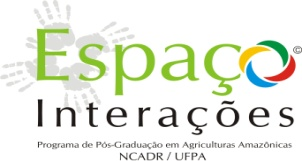 Espaço ©
Interações
Programa de Pós-Graduação em Agriculturas Amazônicas
NCADR / UFPA